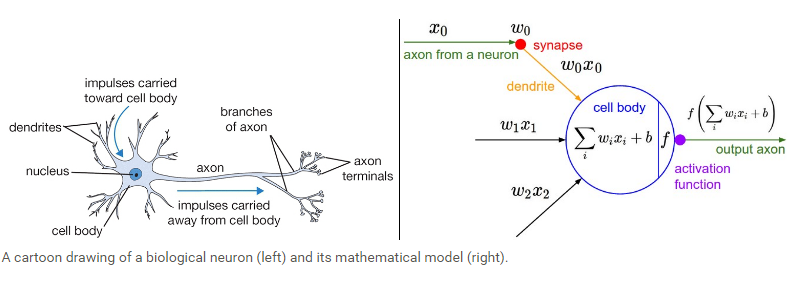 impulses carried
toward cell body
dendrites
nucleus
cell body
axon
impulses carried
away from cell body
branches
of axon
axon
terminals
x₀
w₀
synapse
axon from a neuron
w₀x₀
dendrite
cell body
w₁x₁
∑ᵢ wᵢxᵢ + b
f
f(∑ᵢ wᵢxᵢ + b)
output axon
activation
function
w₂x₂
A cartoon drawing of a biological neuron (left) and its mathematical model (right).